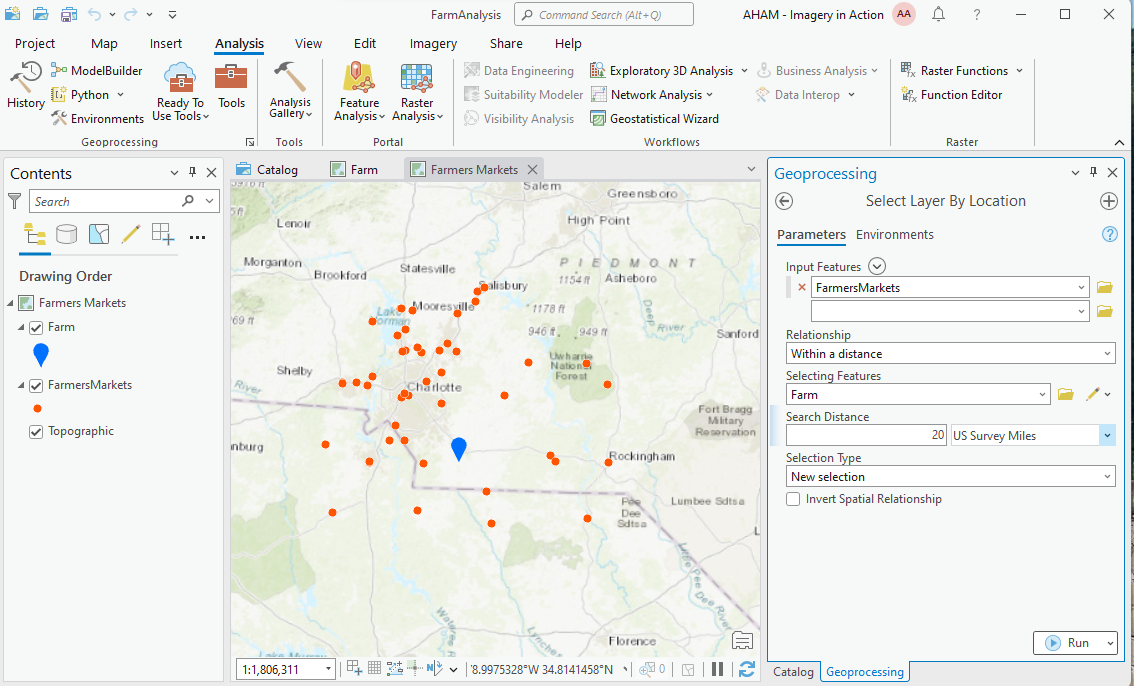 FarmAnalysis
Command Search (Alt+Q)
AHAM - Imagery in Action
AA
?
Project
Map
Insert
Analysis
View
Edit
Imagery
Share
Help
History
ModelBuilder
Python
Environments
Ready To
Use Tools
Tools
Geoprocessing
Analysis
Gallery
Tools
Feature
Analysis
Raster
Analysis
Portal
Data Engineering
Suitability Modeler
Visibility Analysis
Exploratory 3D Analysis
Network Analysis
Geostatistical Wizard
Business Analysis
Data Interop
Workflows
Raster Functions
Function Editor
Raster
Contents
Search
Drawing Order
Farmers Markets
Farm
FarmersMarkets
Topographic
Catalog
Farm
Farmers Markets
Salem
Greensboro
Lenoir
High Point
Morganton
Brookford
Statesville
PIEDMONT
1154 ft
Asheboro
Salisbury
Mooresville
Lake
Norman
1178 ft
946 ft
949 ft
Deep River
Sanford
Shelby
Uwharrie
National
Forest
Charlotte
River
Fort Bragg
Military
Reservation
nburg
Rockingham
Pee
Dee
Sdtsa
Lumbee Sdtsa
Little Pee Dee River
Florence
1:1,806,311
'8.9975328°W 34.8141458°N
0
Geoprocessing
Select Layer By Location
Parameters
Environments
?
Input Features
FarmersMarkets
Relationship
Within a distance
Selecting Features
Farm
Search Distance
20
US Survey Miles
Selection Type
New selection
Invert Spatial Relationship
Run
Catalog
Geoprocessing